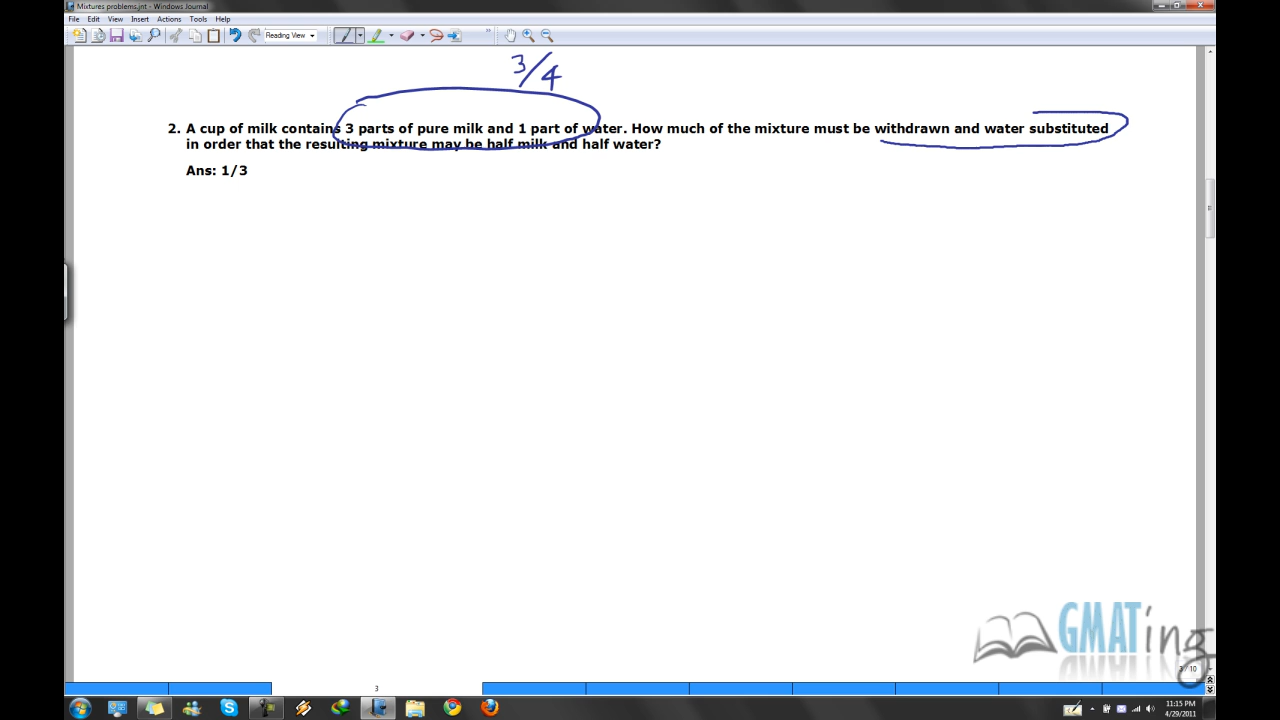 Mixtures problems.jnt - Windows Journal
File Edit View Insert Actions Tools Help
Reading View
3/4
2. A cup of milk contains 3 parts of pure milk and 1 part of water. How much of the mixture must be withdrawn and water substituted
in order that the resulting mixture may be half milk and half water?
Ans: 1/3
GMATing
3 / 10
3
11:15 PM
4/29/2011